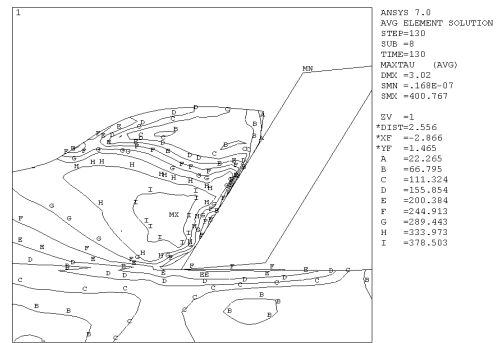 1
ANSYS 7.0
AVG ELEMENT SOLUTION
STEP=130
SUB =8
TIME=130
MAXTAU (AVG)
DMX =3.02
SMN =.168E-07
SMX =400.767
ZV =1
*DIST=2.556
*XF =-2.866
*YF =1.465
A =22.265
B =66.795
C =111.324
D =155.854
E =200.384
F =244.913
G =289.443
H =333.973
I =378.503
MN
MX